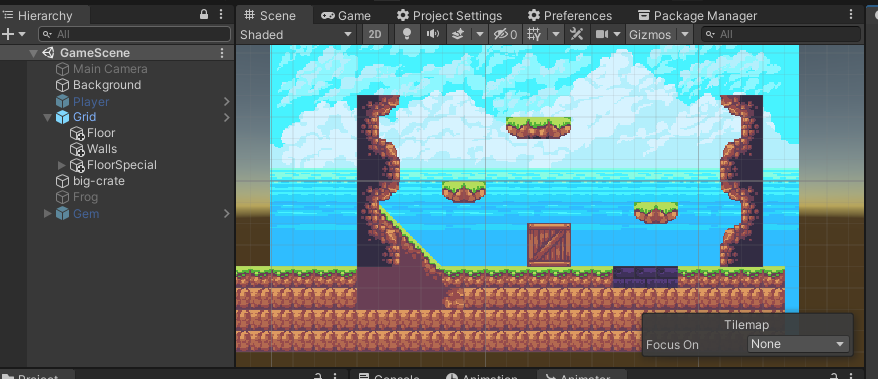 Hierarchy
All
GameScene
Main Camera
Background
Player
Grid
Floor
Walls
FloorSpecial
big-crate
Frog
Gem
Scene Game Project Settings Preferences Package Manager
Shaded 2D 0 Gizmos All
Tilemap
Focus On None
Project
Console Animation Animator